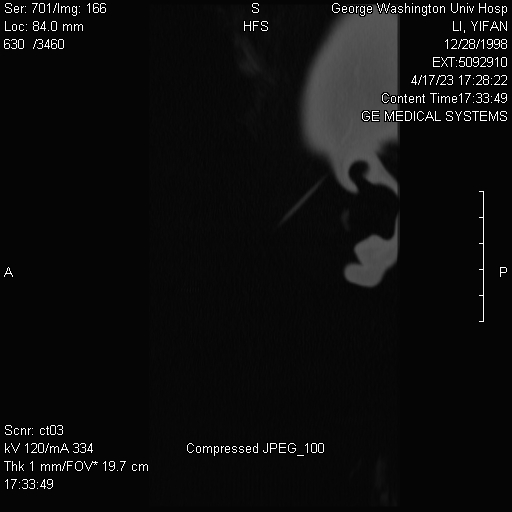 Ser: 701/Img: 166
Loc: 84.0 mm
630 /3460
S
HFS
George Washington Univ Hosp
LI, YIFAN
12/28/1998
EXT:5092910
4/17/23 17:28:22
Content Time17:33:49
GE MEDICAL SYSTEMS
A
P
Scnr: ct03
kV 120/mA 334
Thk 1 mm/FOV* 19.7 cm
17:33:49
Compressed JPEG_100